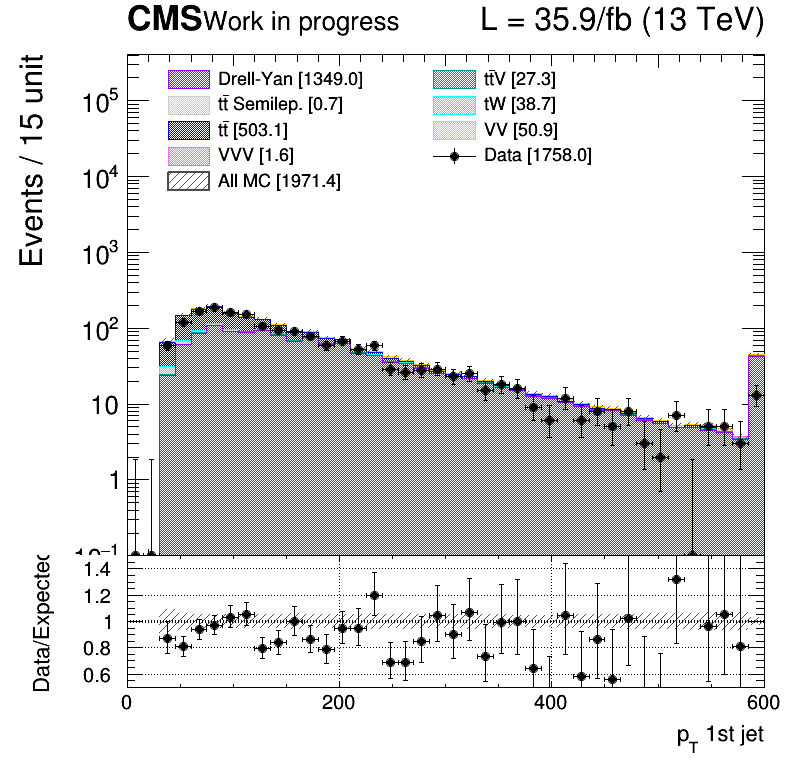 CMS Work in progress L = 35.9/fb (13 TeV)
Events / 15 unit
Drell-Yan [1349.0]
tt̄ Semilep. [0.7]
tt̄ [503.1]
VVV [1.6]
All MC [1971.4]
tt̄V [27.3]
tW [38.7]
VV [50.9]
Data [1758.0]
10⁵
10⁴
10³
10²
10
1
10⁻¹
Data/Expected
1.4
1.2
1
0.8
0.6
0 200 400 600
p_T 1st jet